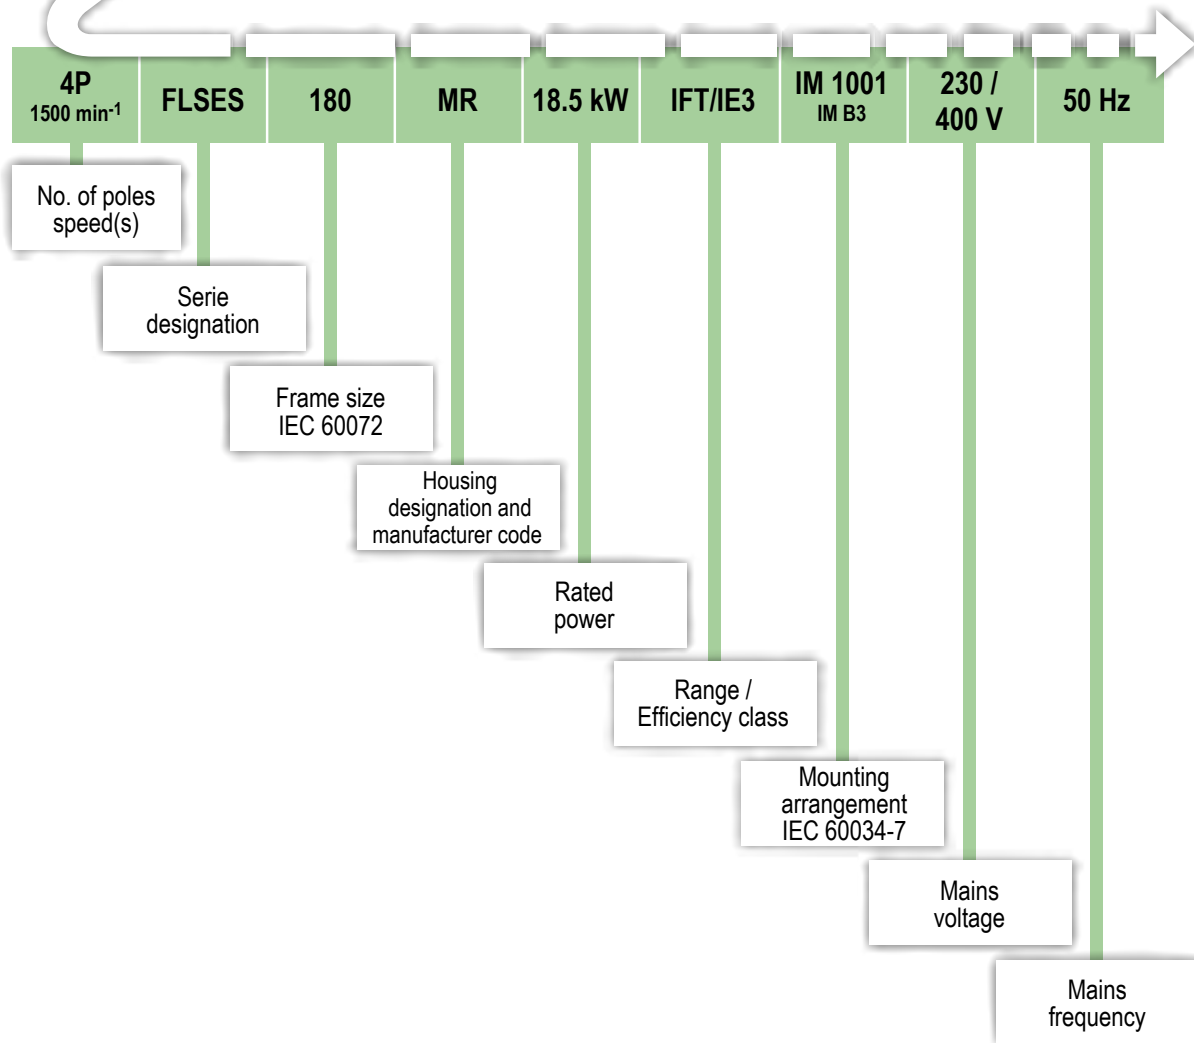 4P
1500 min-1
FLSES
180
MR
18.5 kW
IFT/IE3
IM 1001
IM B3
230 /
400 V
50 Hz
No. of poles
speed(s)
Serie
designation
Frame size
IEC 60072
Housing
designation and
manufacturer code
Rated
power
Range /
Efficiency class
Mounting
arrangement
IEC 60034-7
Mains
voltage
Mains
frequency